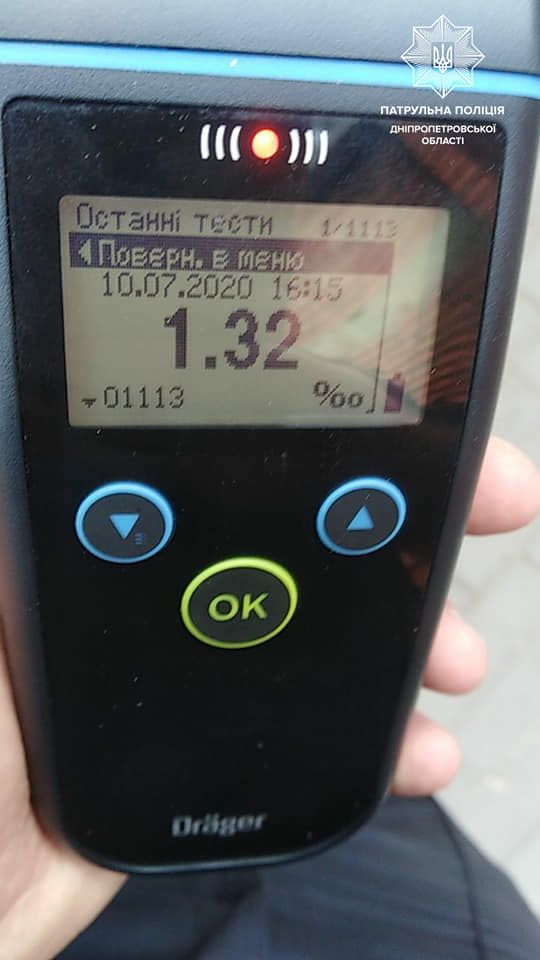 ПАТРУЛЬНА ПОЛІЦІЯ
ДНІПРОПЕТРОВСЬКОЇ
ОБЛАСТІ
Останні тести 1/1113
Поверн. в меню
10.07.2020 16:15
1.32
01113 ‰
OK
Dräger